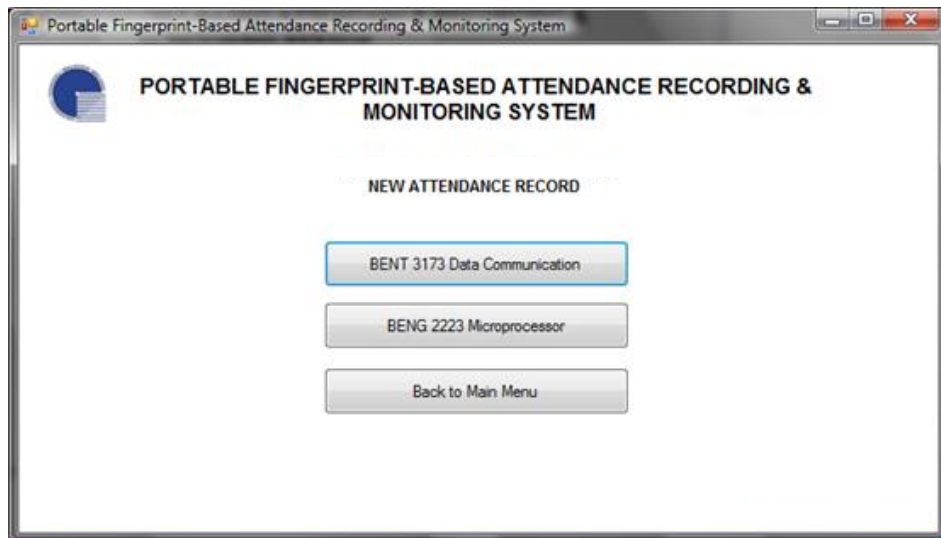 Portable Fingerprint-Based Attendance Recording & Monitoring System
PORTABLE FINGERPRINT-BASED ATTENDANCE RECORDING &
MONITORING SYSTEM
NEW ATTENDANCE RECORD
BENT 3173 Data Communication
BENG 2223 Microprocessor
Back to Main Menu